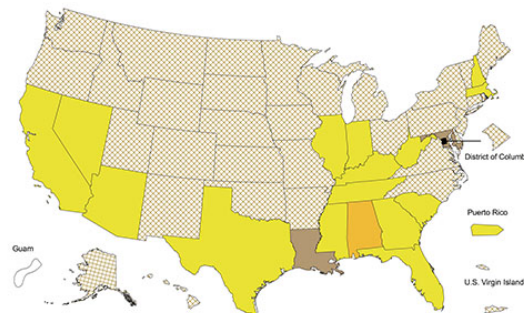 District of Columb
Puerto Rico
Guam
U.S. Virgin Island